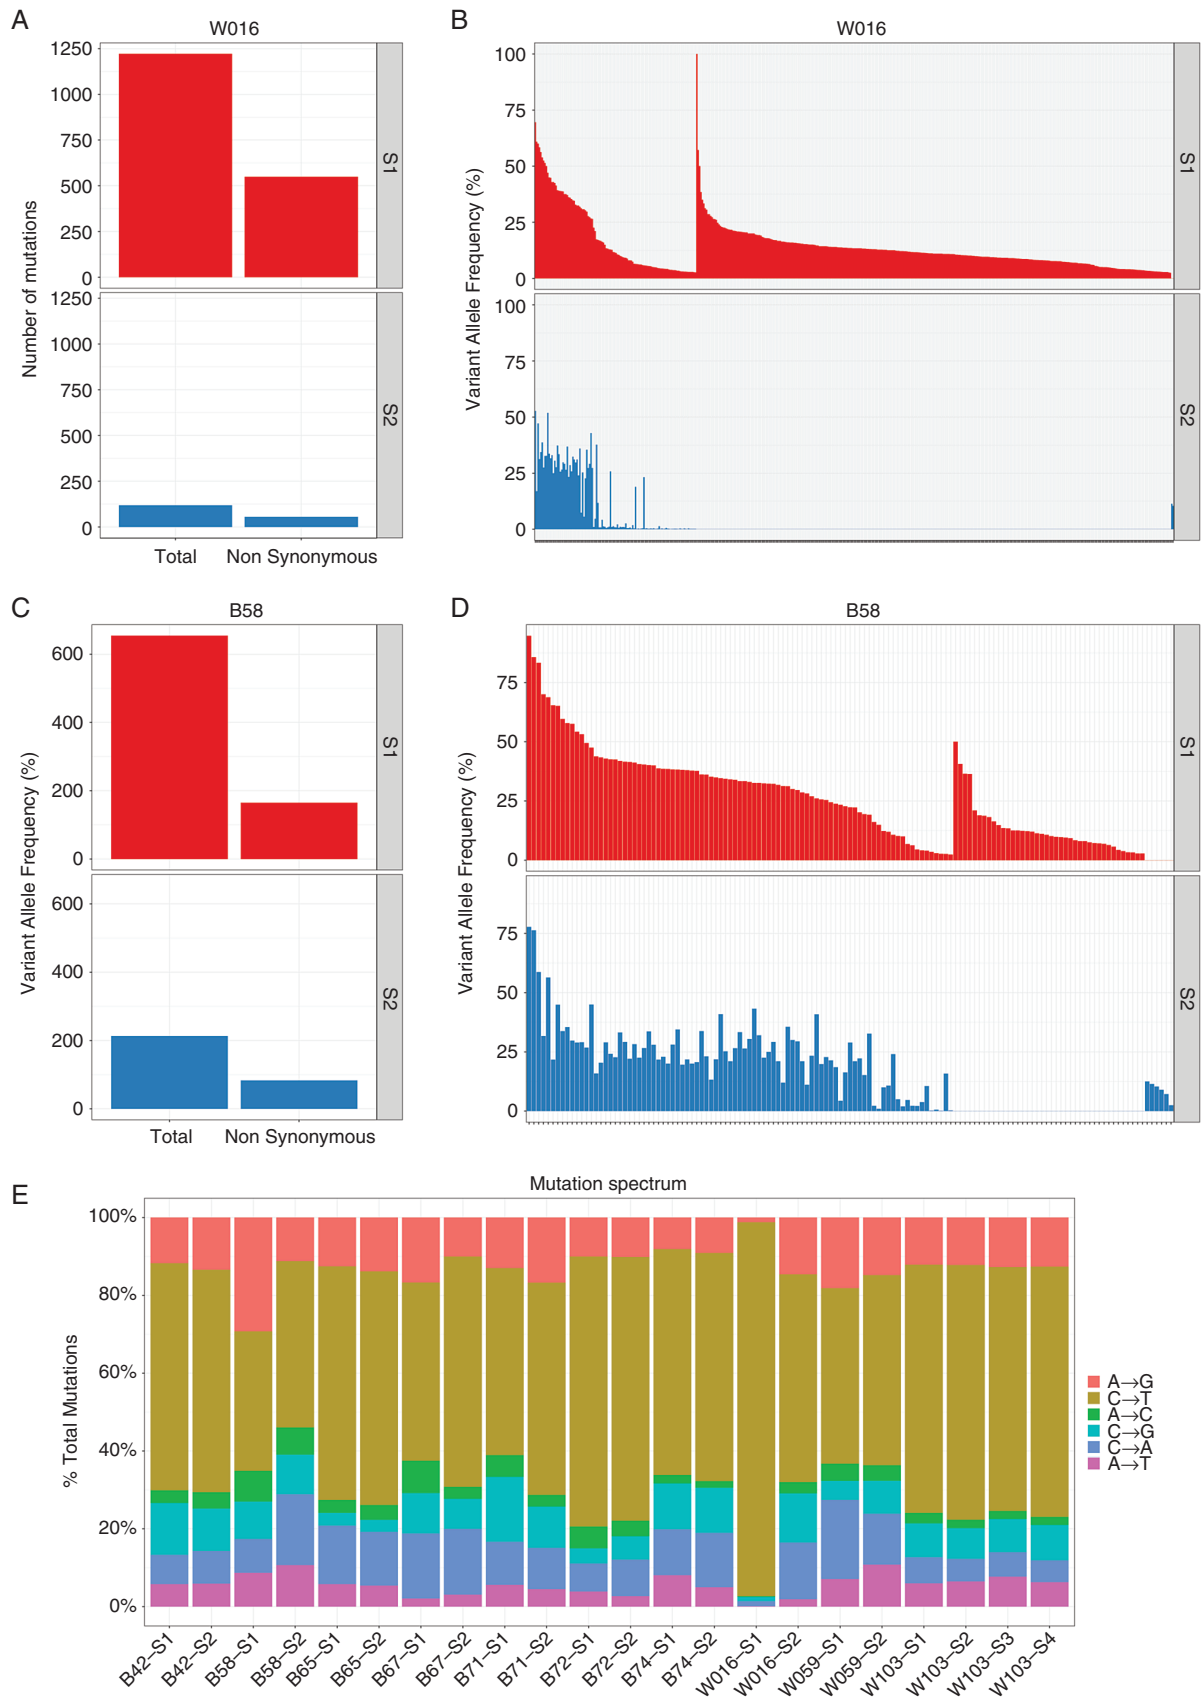 A
W016
1250
1000
750
500
250
0
S1
1250
1000
750
500
250
0
S2
Number of mutations
Total
Non Synonymous
B
W016
100
75
50
25
0
S1
100
75
50
25
0
S2
Variant Allele Frequency (%)
C
B58
600
400
200
0
S1
600
400
200
0
S2
Variant Allele Frequency (%)
Total
Non Synonymous
D
B58
75
50
25
0
S1
75
50
25
0
S2
Variant Allele Frequency (%)
E
Mutation spectrum
100%
80%
60%
40%
20%
0%
% Total Mutations
B42–S1
B42–S2
B58–S1
B58–S2
B65–S1
B65–S2
B67–S1
B67–S2
B71–S1
B71–S2
B72–S1
B72–S2
B74–S1
B74–S2
W016–S1
W016–S2
W059–S1
W059–S2
W103–S1
W103–S2
W103–S3
W103–S4
A→G
C→T
A→C
C→G
C→A
A→T